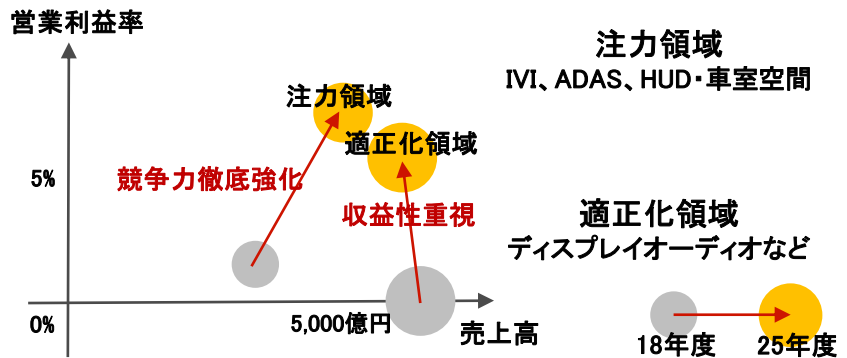 営業利益率
注力領域
IVI、ADAS、HUD・車室空間
注力領域
適正化領域
競争力徹底強化
5%
収益性重視
適正化領域
ディスプレイオーディオなど
0%
5,000億円
売上高
18年度
25年度